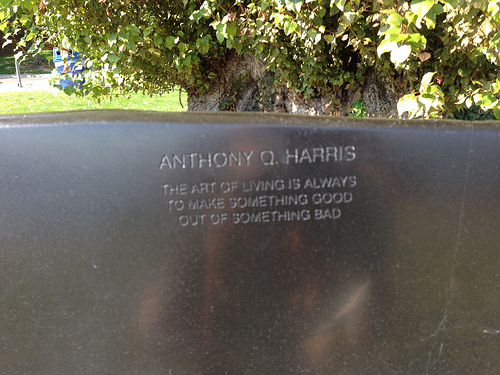 ANTHONY Q. HARRIS
THE ART OF LIVING IS ALWAYS
TO MAKE SOMETHING GOOD
OUT OF SOMETHING BAD